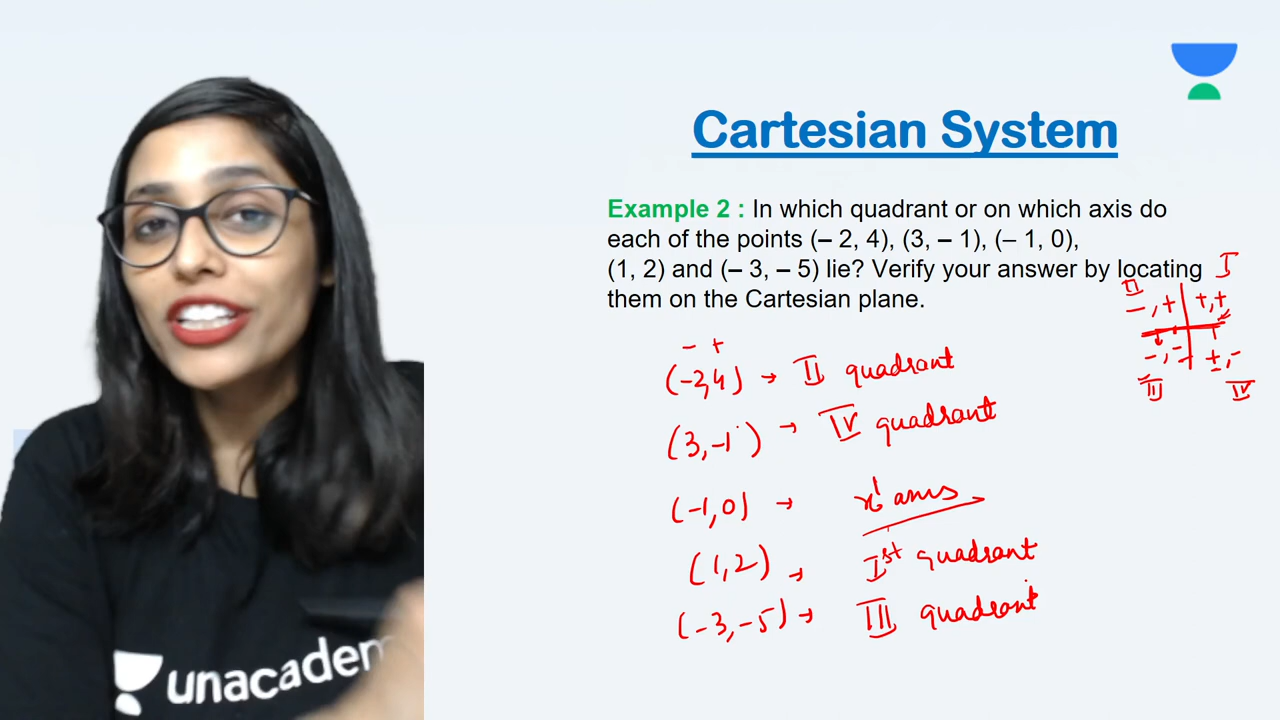 Cartesian System
Example 2 : In which quadrant or on which axis do
each of the points (– 2, 4), (3, – 1), (– 1, 0),
(1, 2) and (– 3, – 5) lie? Verify your answer by locating
them on the Cartesian plane.
I
II
-,+ +,+
-,- +,-
III IV
- +
(-2,4) → II quadrant
(3,-1) → IV quadrant
(-1,0) → x' axis
(1,2) → Ist quadrant
(-3,-5) → III quadrant
unacadem